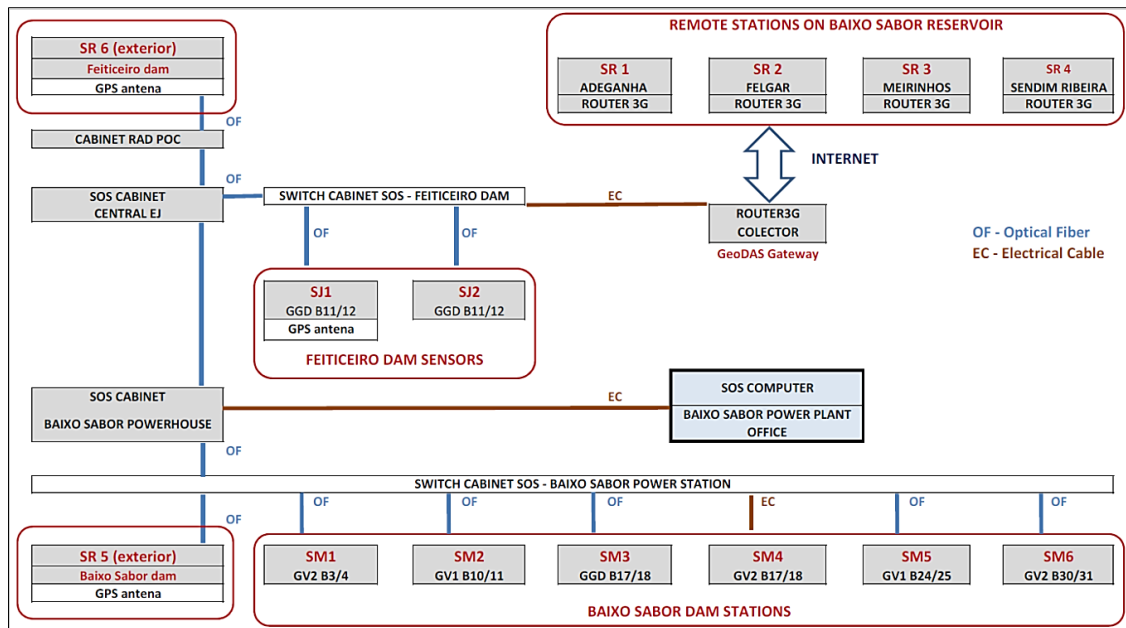 SR 6 (exterior)
Feiticeiro dam
GPS antena
OF
CABINET RAD POC
OF
SOS CABINET
CENTRAL EJ
REMOTE STATIONS ON BAIXO SABOR RESERVOIR
SR 1
ADEGANHA
ROUTER 3G
SR 2
FELGAR
ROUTER 3G
SR 3
MEIRINHOS
ROUTER 3G
SR 4
SENDIM RIBEIRA
ROUTER 3G
INTERNET
SWITCH CABINET SOS - FEITICEIRO DAM
EC
ROUTER3G
COLECTOR
GeoDAS Gateway
OF - Optical Fiber
EC - Electrical Cable
OF
OF
SJ1
GGD B11/12
GPS antena
SJ2
GGD B11/12
FEITICEIRO DAM SENSORS
SOS CABINET
BAIXO SABOR POWERHOUSE
EC
SOS COMPUTER
BAIXO SABOR POWER PLANT
OFFICE
OF
SWITCH CABINET SOS - BAIXO SABOR POWER STATION
OF
OF
OF
OF
EC
OF
OF
SR 5 (exterior)
Baixo Sabor dam
GPS antena
SM1
GV2 B3/4
SM2
GV1 B10/11
SM3
GGD B17/18
SM4
GV2 B17/18
SM5
GV1 B24/25
SM6
GV2 B30/31
BAIXO SABOR DAM STATIONS